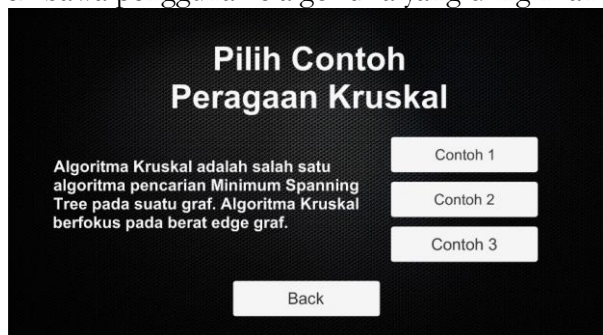 Pilih Contoh
Peragaan Kruskal
Algoritma Kruskal adalah salah satu
algoritma pencarian Minimum Spanning
Tree pada suatu graf. Algoritma Kruskal
berfokus pada berat edge graf.
Contoh 1
Contoh 2
Contoh 3
Back